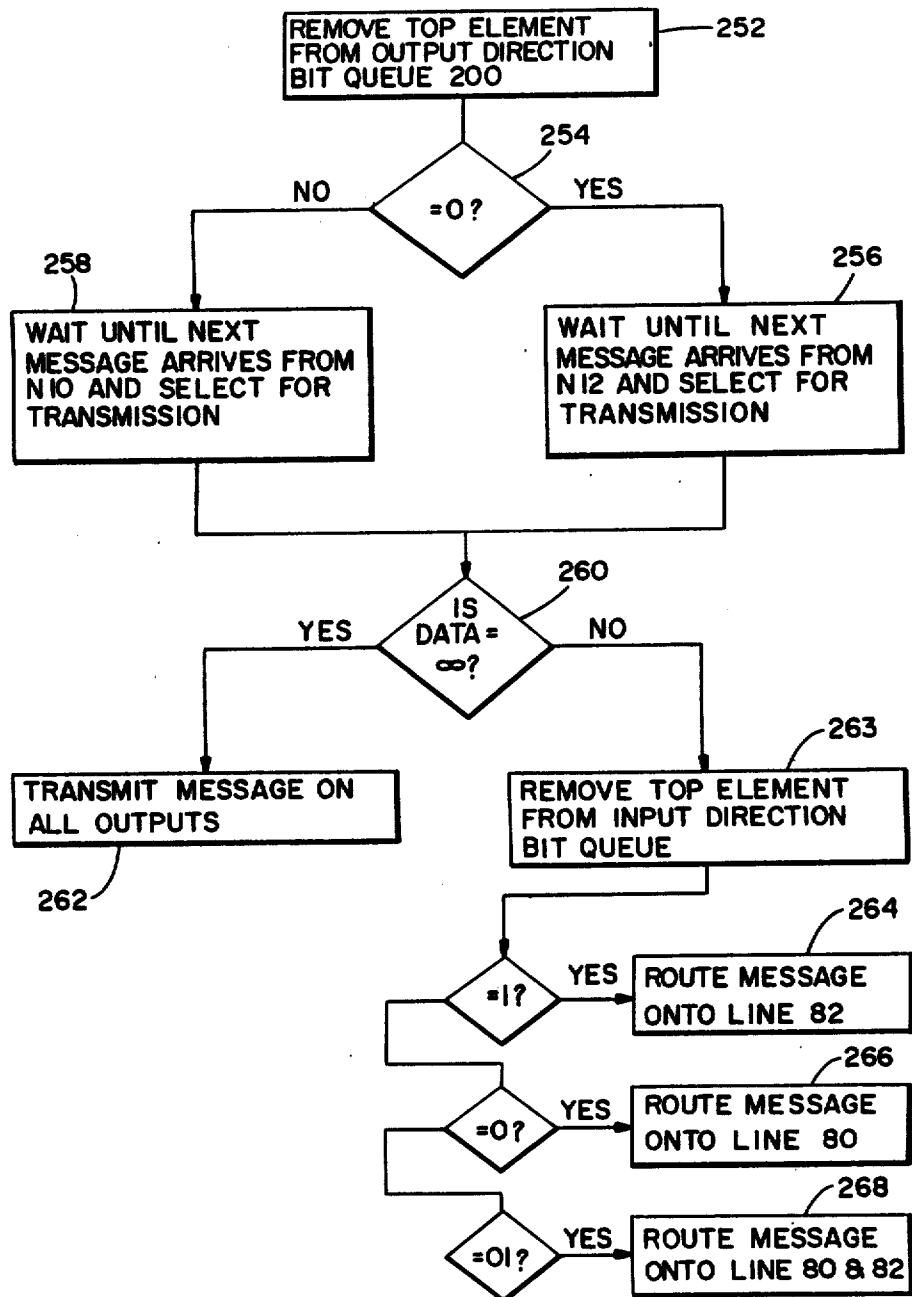 REMOVE TOP ELEMENT
FROM OUTPUT DIRECTION
BIT QUEUE 200
252
254
=0?
NO
YES
258
256
WAIT UNTIL NEXT
MESSAGE ARRIVES FROM
N10 AND SELECT FOR
TRANSMISSION
WAIT UNTIL NEXT
MESSAGE ARRIVES FROM
N12 AND SELECT FOR
TRANSMISSION
260
IS
DATA =
∞?
YES
NO
263
TRANSMIT MESSAGE ON
ALL OUTPUTS
262
REMOVE TOP ELEMENT
FROM INPUT DIRECTION
BIT QUEUE
264
=1?
YES
ROUTE MESSAGE
ONTO LINE 82
266
=0?
YES
ROUTE MESSAGE
ONTO LINE 80
268
=01?
YES
ROUTE MESSAGE
ONTO LINE 80 & 82